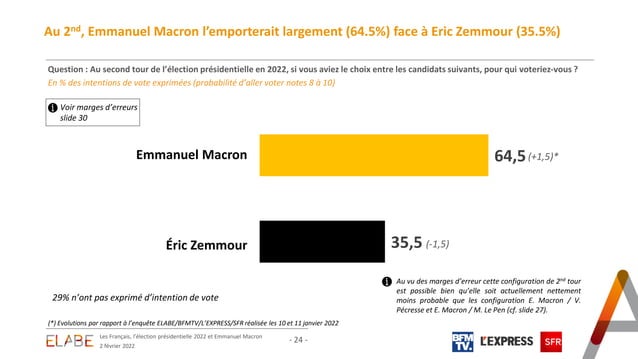 Au 2nd, Emmanuel Macron l’emporterait largement (64.5%) face à Eric Zemmour (35.5%)
Question : Au second tour de l’élection présidentielle en 2022, si vous aviez le choix entre les candidats suivants, pour qui voteriez-vous ?
En % des intentions de vote exprimées (probabilité d’aller voter notes 8 à 10)
❶ Voir marges d’erreurs
slide 30
Emmanuel Macron
64,5 (+1,5)*
Éric Zemmour
35,5 (-1,5)
❶ Au vu des marges d’erreur cette configuration de 2nd tour
est possible bien qu’elle soit actuellement nettement
moins probable que les configuration E. Macron / V.
Pécresse et E. Macron / M. Le Pen (cf. slide 27).
29% n’ont pas exprimé d’intention de vote
(*) Evolutions par rapport à l’enquête ELABE/BFMTV/L’EXPRESS/SFR réalisée les 10 et 11 janvier 2022
ELABE
Les Français, l’élection présidentielle 2022 et Emmanuel Macron
2 février 2022
- 24 -
BFM
TV.
L’EXPRESS
SFR